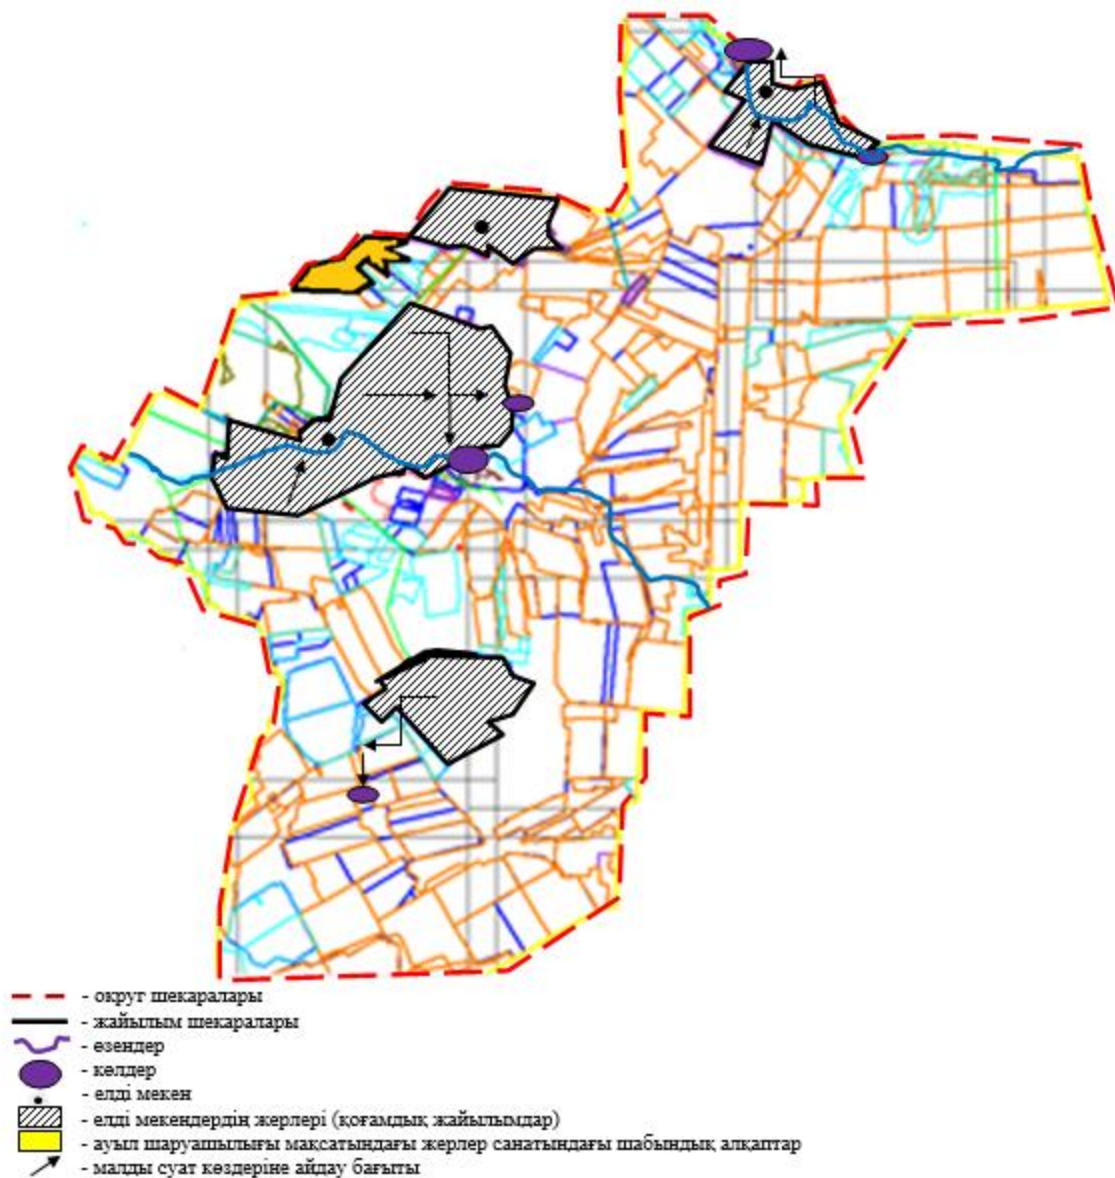 - округ шекаралары
- жайылым шекаралары
- өзендер
- көлдер
- елді мекен
- елді мекендердің жерлері (қоғамдық жайылымдар)
- ауыл шаруашылығы мақсатындағы жерлер санатындағы шабындық алқаптар
- малды суат көздеріне айдау бағыты